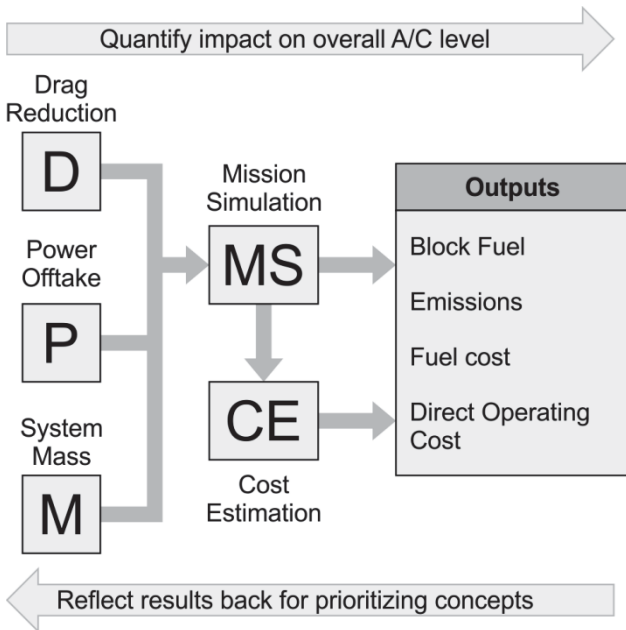 Quantify impact on overall A/C level
Drag
Reduction
D
Power
Offtake
P
System
Mass
M
Mission
Simulation
MS
CE
Cost
Estimation
Outputs
Block Fuel
Emissions
Fuel cost
Direct Operating
Cost
Reflect results back for prioritizing concepts